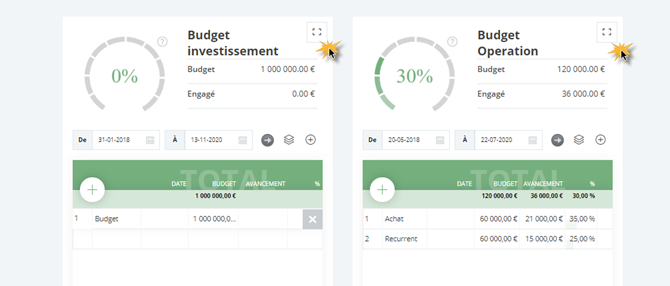 Budget
investissement
?
0%
Budget 1 000 000.00 €
Engagé 0.00 €
De 31-01-2018 À 13-11-2020
TOTAL
DATE BUDGET AVANCEMENT %
1 000 000,00 €
1 Budget 1 000 000,0...
Budget
Operation
?
30%
Budget 120 000.00 €
Engagé 36 000.00 €
De 20-05-2018 À 22-07-2020
TOTAL
DATE BUDGET AVANCEMENT %
120 000,00 € 36 000,00 € 30,00 %
1 Achat 60 000,00 € 21 000,00 € 35,00 %
2 Recurrent 60 000,00 € 15 000,00 € 25,00 %